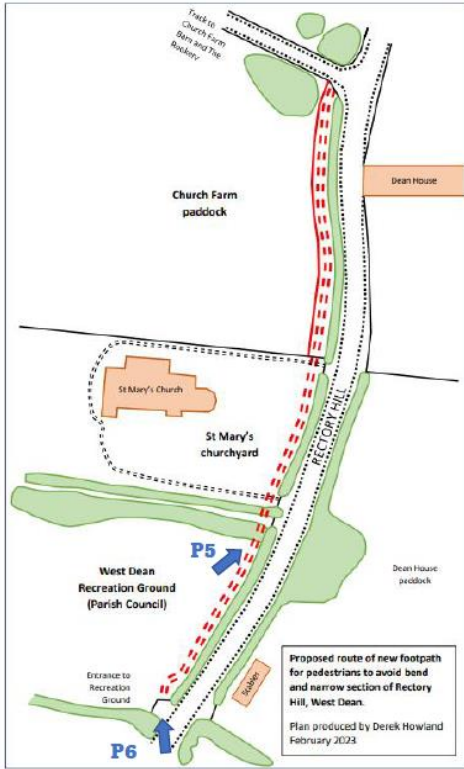 Track to
Church Farm
Barn and The
Rookery
Church Farm
paddock
Dean House
St Mary's Church
St Mary's
churchyard
RECTORY HILL
P5
West Dean
Recreation Ground
(Parish Council)
Dean House
paddock
Entrance to
Recreation
Ground
Stables
P6
Proposed route of new footpath
for pedestrians to avoid bend
and narrow section of Rectory
Hill, West Dean.
Plan produced by Derek Howland
February 2023